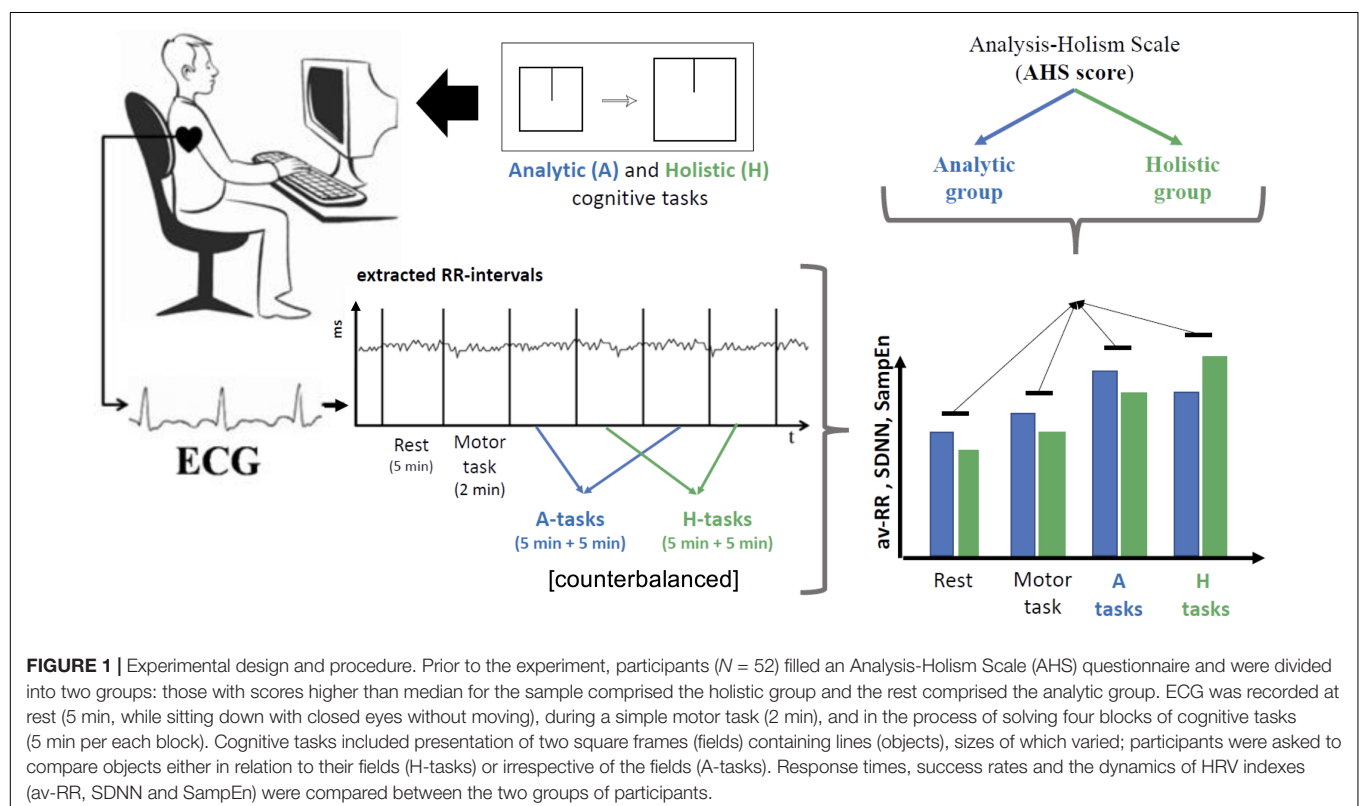 Analysis-Holism Scale
(AHS score)
Analytic (A) and Holistic (H)
cognitive tasks
Analytic
group
Holistic
group
extracted RR-intervals
ms
t
ECG
Rest
(5 min)
Motor
task
(2 min)
A-tasks
(5 min + 5 min)
H-tasks
(5 min + 5 min)
[counterbalanced]
av-RR , SDNN, SampEn
Rest
Motor
task
A
tasks
H
tasks
FIGURE 1 | Experimental design and procedure. Prior to the experiment, participants (N = 52) filled an Analysis-Holism Scale (AHS) questionnaire and were divided
into two groups: those with scores higher than median for the sample comprised the holistic group and the rest comprised the analytic group. ECG was recorded at
rest (5 min, while sitting down with closed eyes without moving), during a simple motor task (2 min), and in the process of solving four blocks of cognitive tasks
(5 min per each block). Cognitive tasks included presentation of two square frames (fields) containing lines (objects), sizes of which varied; participants were asked to
compare objects either in relation to their fields (H-tasks) or irrespective of the fields (A-tasks). Response times, success rates and the dynamics of HRV indexes
(av-RR, SDNN and SampEn) were compared between the two groups of participants.